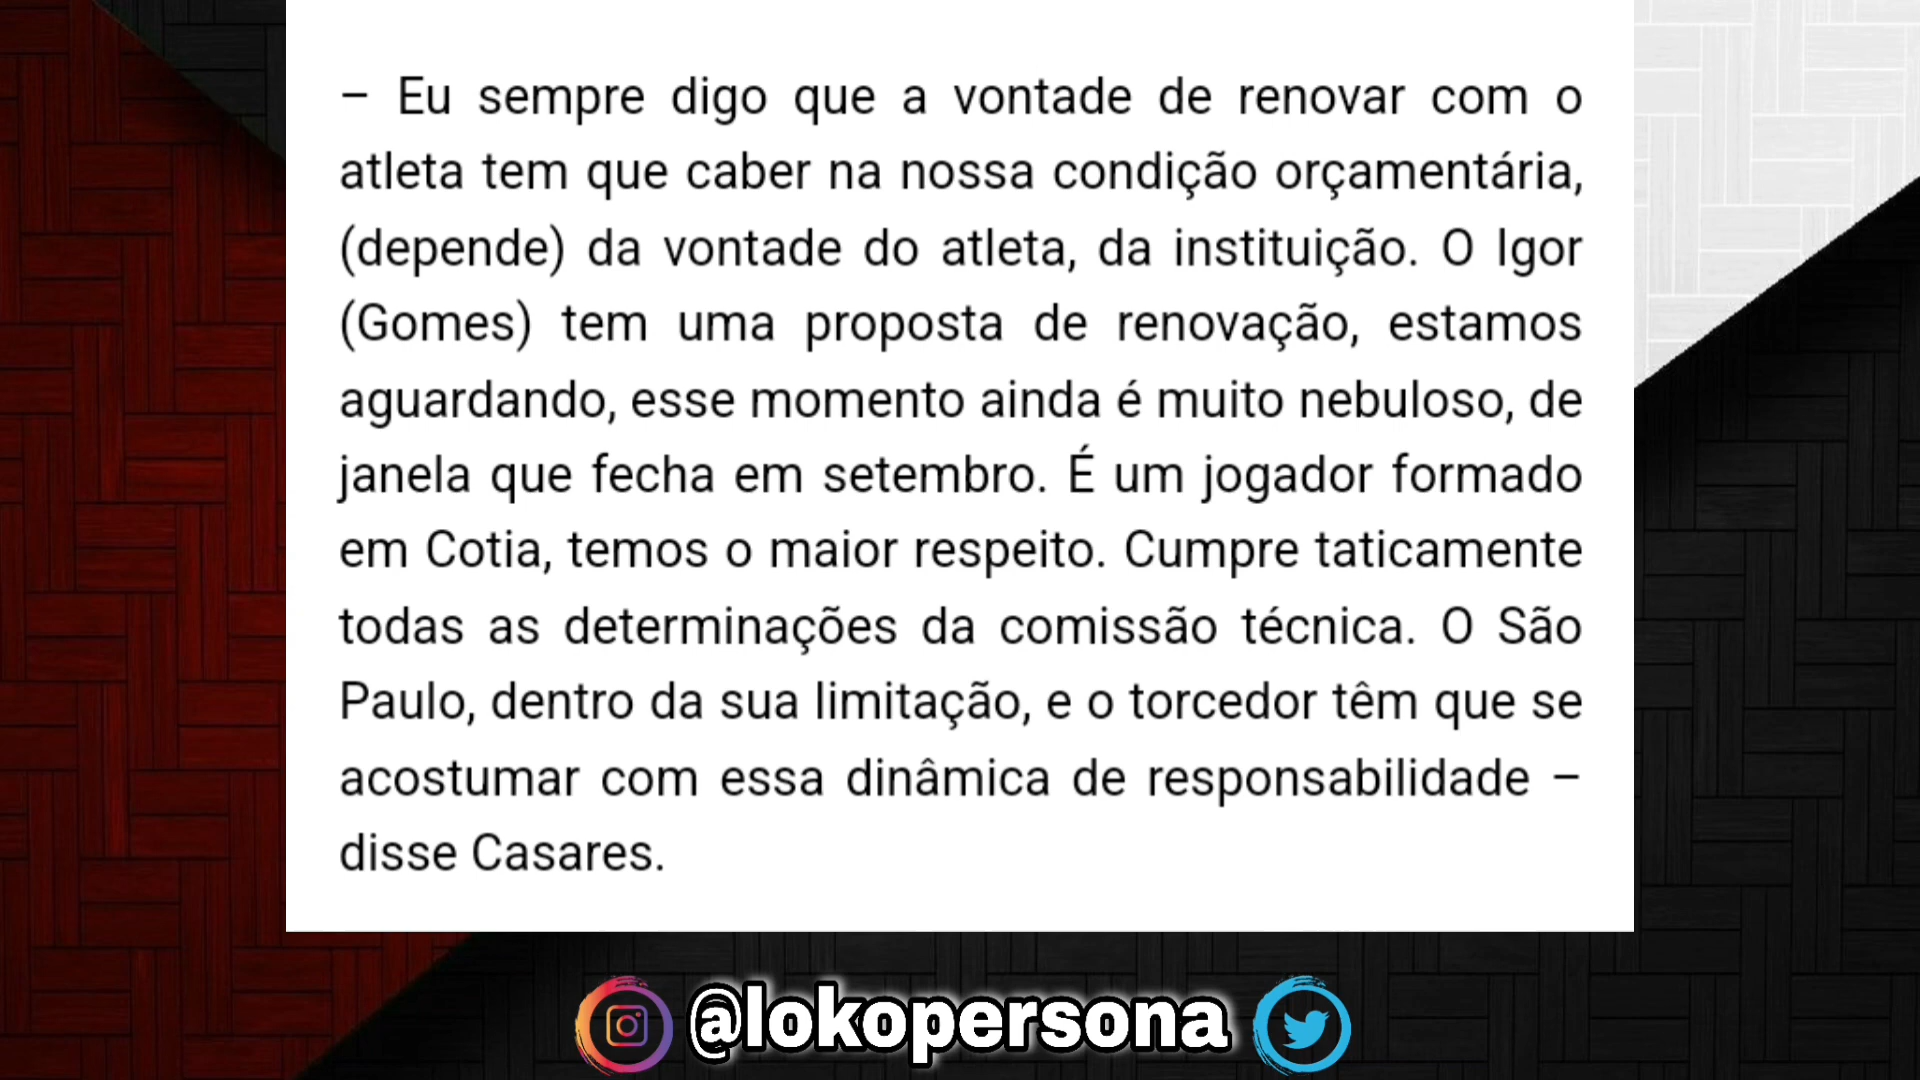 – Eu sempre digo que a vontade de renovar com o
atleta tem que caber na nossa condição orçamentária,
(depende) da vontade do atleta, da instituição. O Igor
(Gomes) tem uma proposta de renovação, estamos
aguardando, esse momento ainda é muito nebuloso, de
janela que fecha em setembro. É um jogador formado
em Cotia, temos o maior respeito. Cumpre taticamente
todas as determinações da comissão técnica. O São
Paulo, dentro da sua limitação, e o torcedor têm que se
acostumar com essa dinâmica de responsabilidade –
disse Casares.
@lokopersona